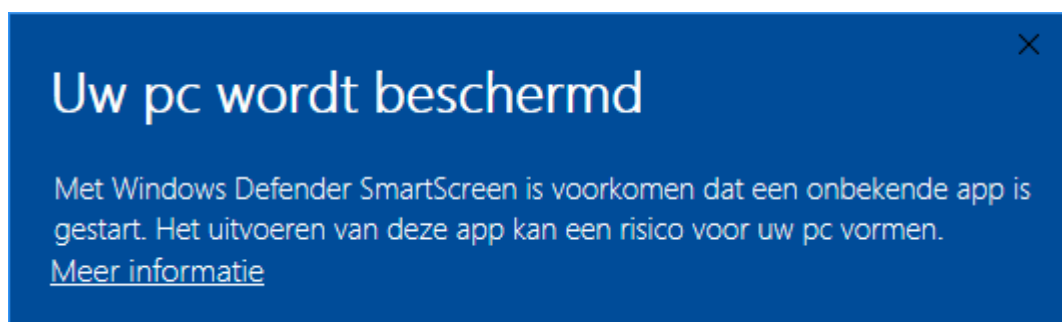 Uw pc wordt beschermd
Met Windows Defender SmartScreen is voorkomen dat een onbekende app is
gestart. Het uitvoeren van deze app kan een risico voor uw pc vormen.
Meer informatie